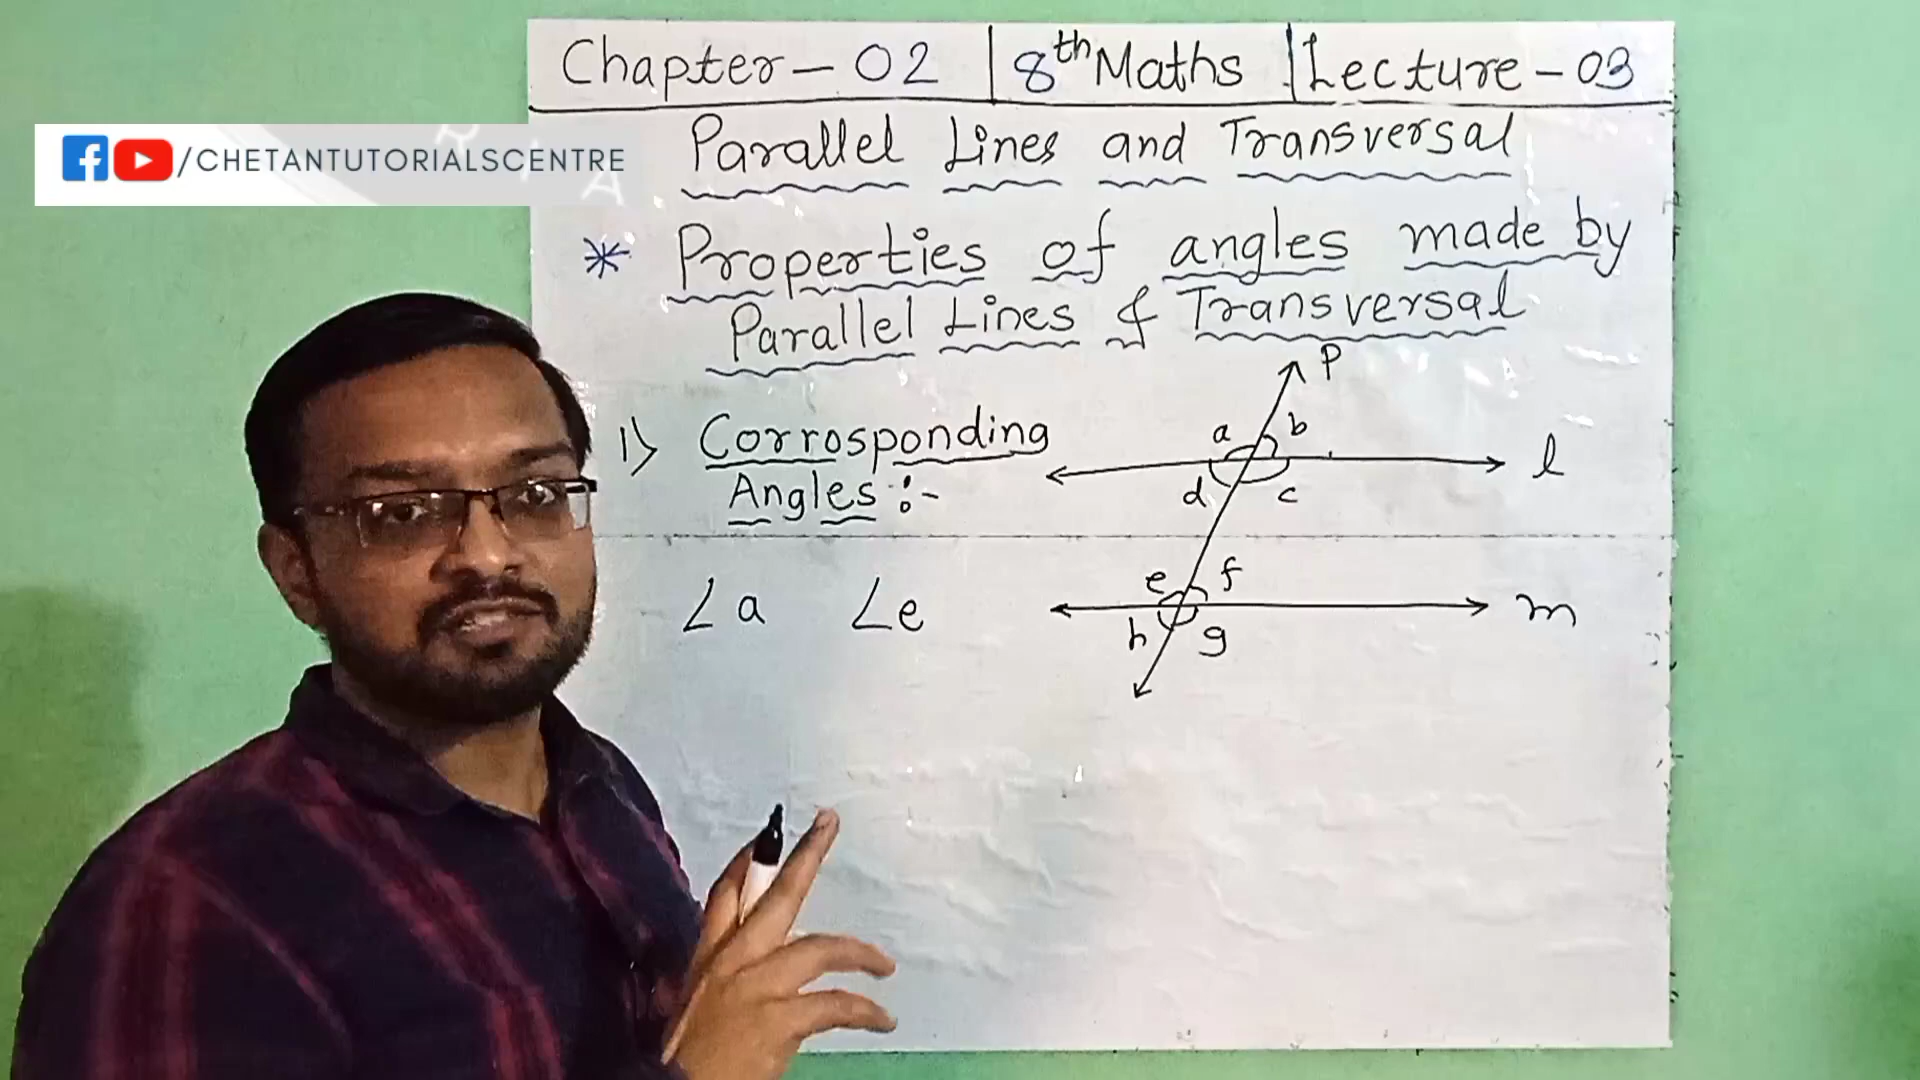 Chapter - 02 | 8th Maths | Lecture - 03
/CHETANTUTORIALSCENTRE
Parallel Lines and Transversal
* Properties of angles made by
Parallel Lines & Transversal
1) Corrosponding
Angles :-
∠a ∠e
P
a b
l
d c
e f
m
h g